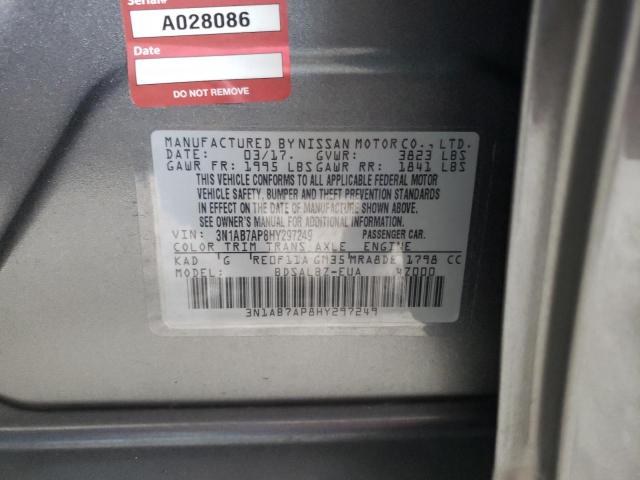 Serial#
A028086
Date
DO NOT REMOVE
MANUFACTURED BY NISSAN MOTOR CO., LTD.
DATE: 03/17. GVWR: 3823 LBS
GAWR FR: 1995 LBS GAWR RR: 1841 LBS
THIS VEHICLE CONFORMS TO ALL APPLICABLE FEDERAL MOTOR
VEHICLE SAFETY, BUMPER AND THEFT PREVENTION STANDARDS
IN EFFECT ON THE DATE OF MANUFACTURE SHOWN ABOVE.
SEE OWNER'S MANUAL FOR ADDITIONAL INFORMATION
VIN: 3N1AB7AP8HY297249 PASSENGER CAR.
COLOR TRIM TRANS. AXLE ENGINE
KAD G RE0F11A GM35 MRA8DE 1798 CC
MODEL: BDSALB7-EUA 47000
3N1AB7AP8HY297249